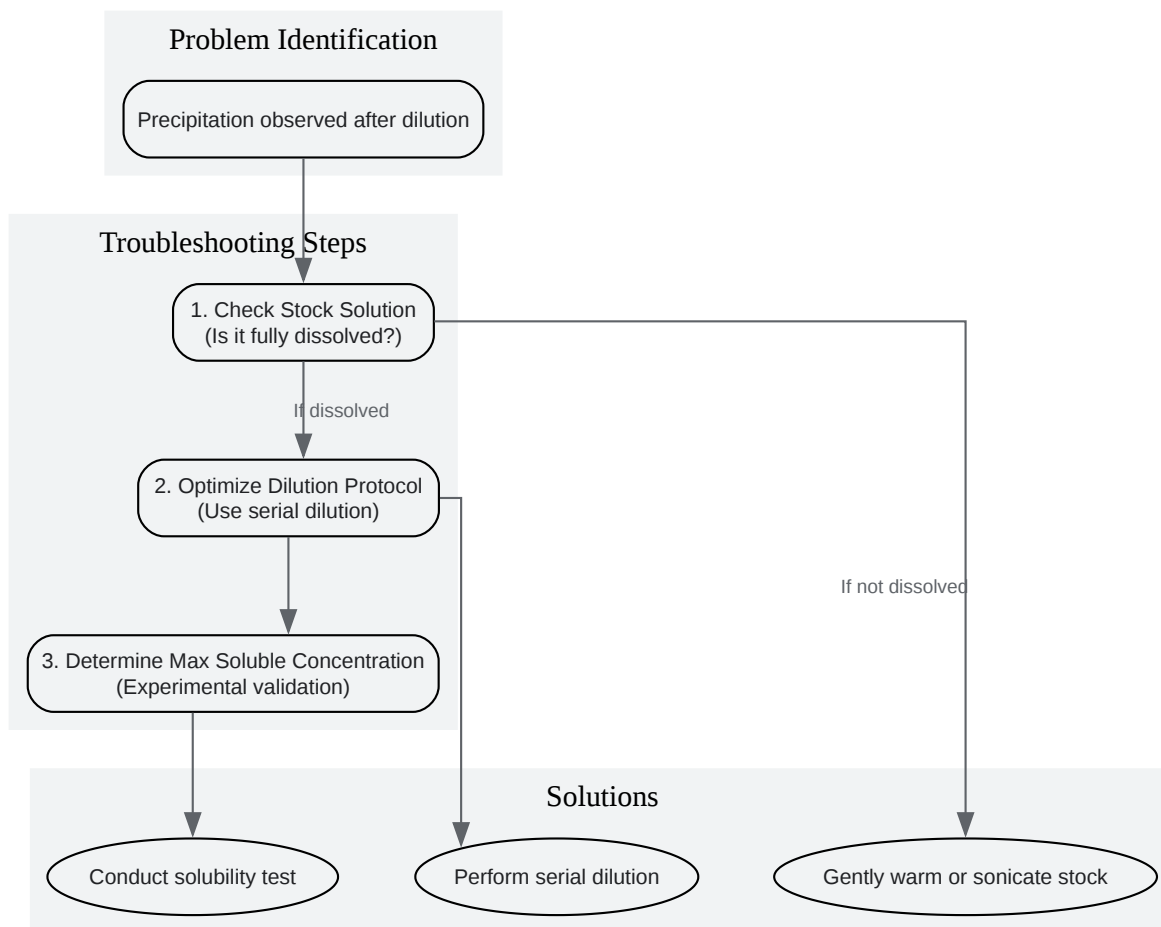 Problem Identification
Precipitation observed after dilution
Troubleshooting Steps
1. Check Stock Solution
(Is it fully dissolved?)
If dissolved
2. Optimize Dilution Protocol
(Use serial dilution)
If not dissolved
3. Determine Max Soluble Concentration
(Experimental validation)
Solutions
Conduct solubility test
Perform serial dilution
Gently warm or sonicate stock